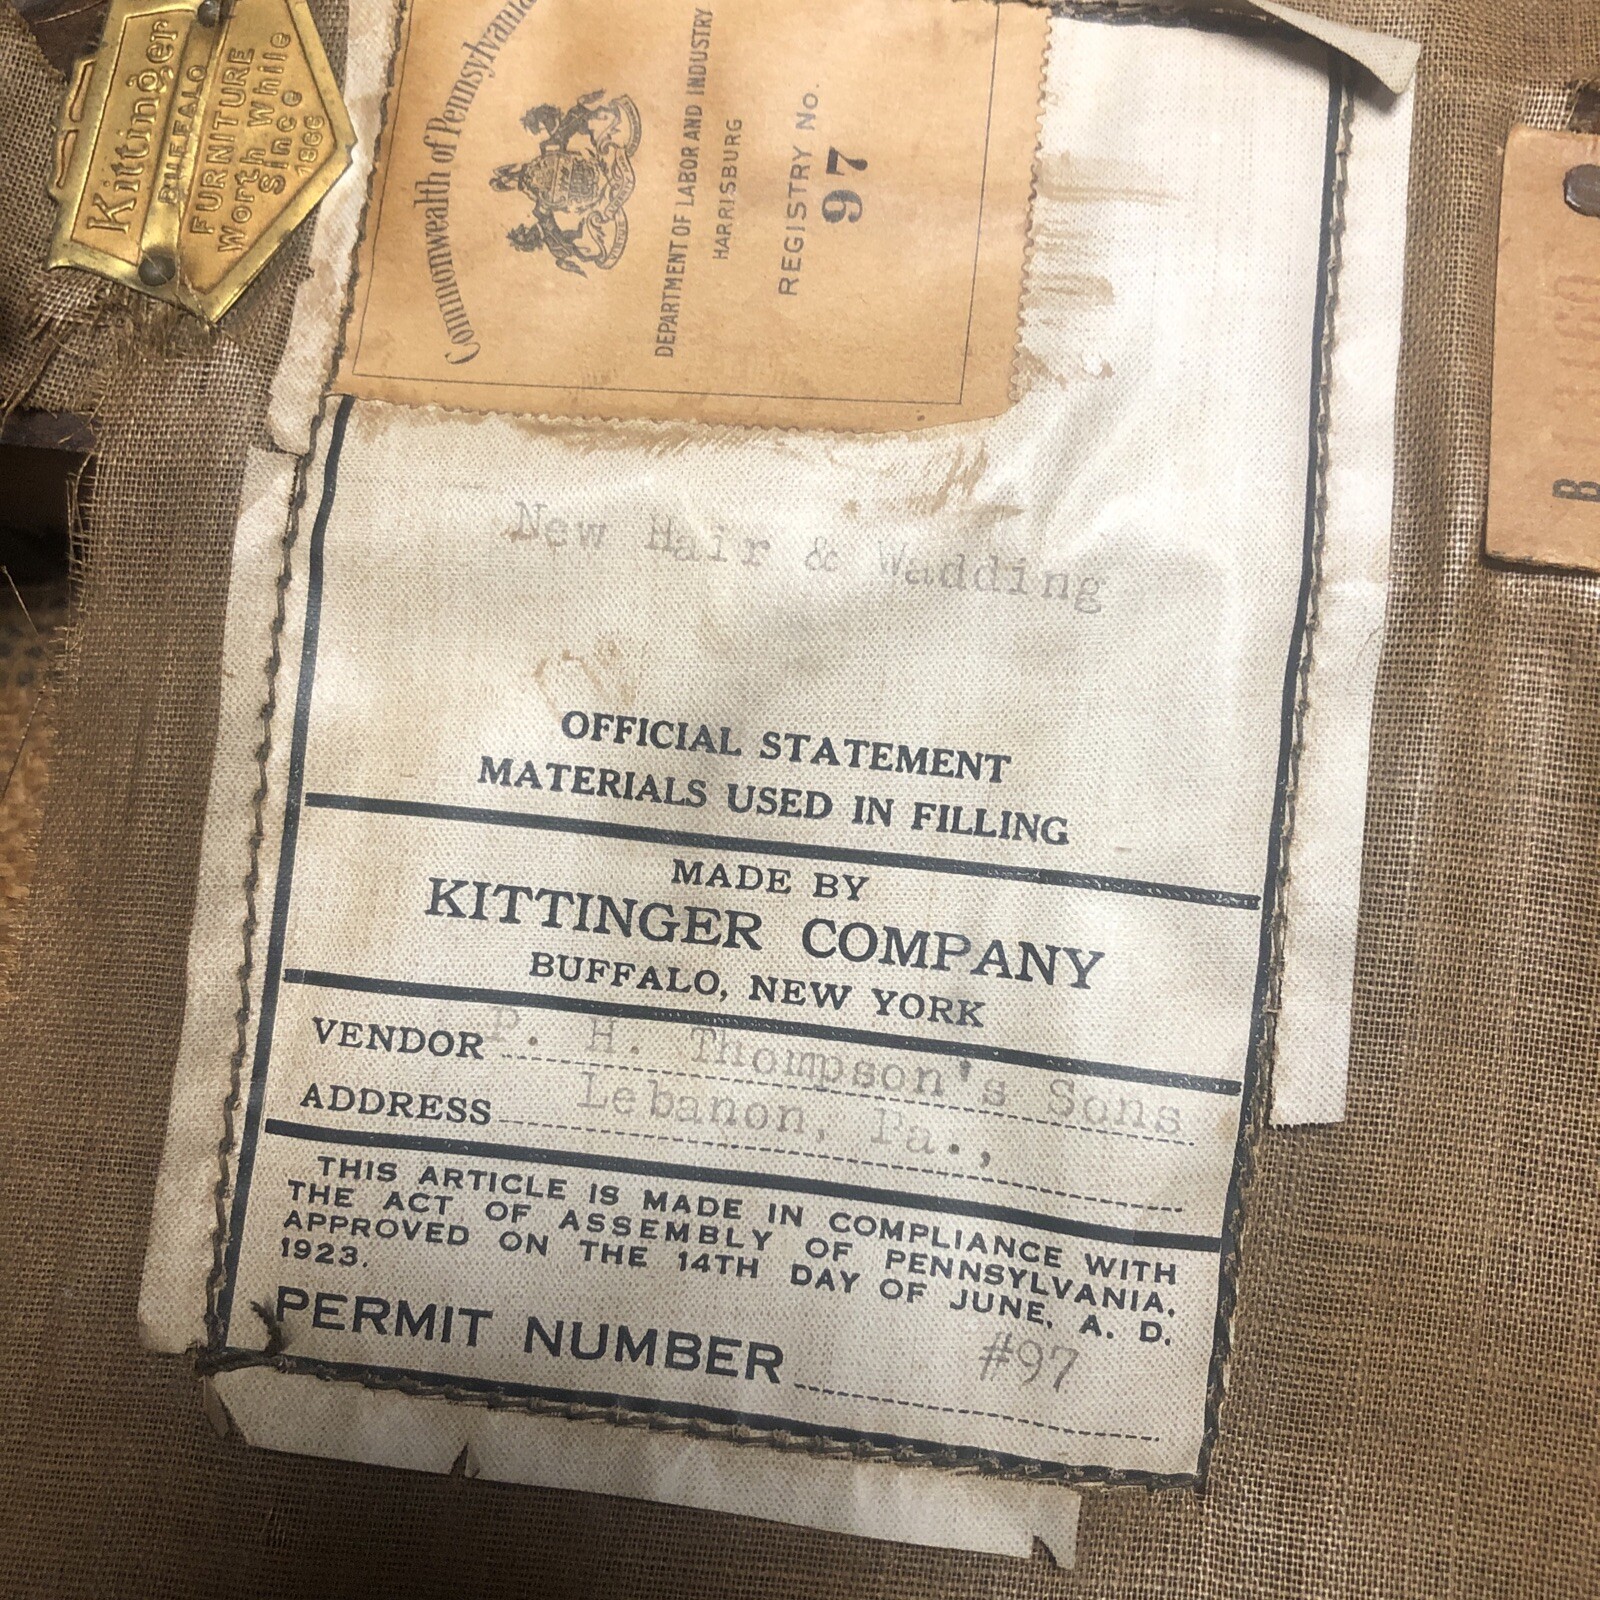 Kittinger
BUFFALO
FURNITURE
Worth While
Since
1866
Commonwealth of Pennsylvania
DEPARTMENT OF LABOR AND INDUSTRY
HARRISBURG
REGISTRY No.
97
New Hair & Wadding
OFFICIAL STATEMENT
MATERIALS USED IN FILLING
MADE BY
KITTINGER COMPANY
BUFFALO, NEW YORK
VENDOR P. H. Thompson's Sons
ADDRESS Lebanon, Pa.,
THIS ARTICLE IS MADE IN COMPLIANCE WITH
THE ACT OF ASSEMBLY OF PENNSYLVANIA,
APPROVED ON THE 14TH DAY OF JUNE, A. D.
1923.
PERMIT NUMBER #97
B